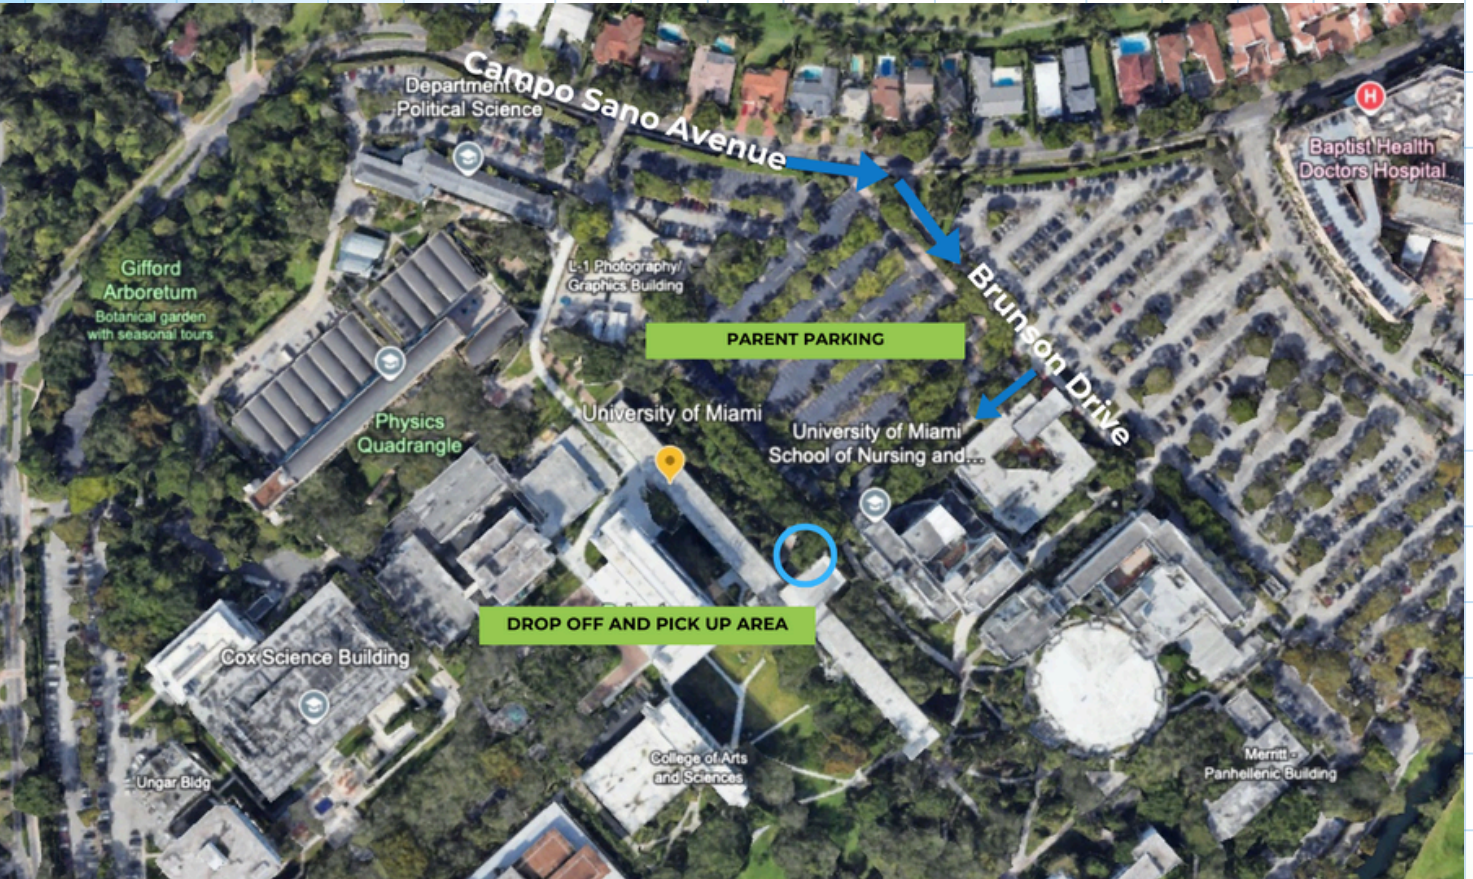 Campo Sano Avenue
Department of
Political Science
H
Baptist Health
Doctors Hospital
Gifford
Arboretum
Botanical garden
with seasonal tours
L-1 Photography/
Graphics Building
Brunson Drive
PARENT PARKING
Physics
Quadrangle
University of Miami
University of Miami
School of Nursing and...
DROP OFF AND PICK UP AREA
Cox Science Building
College of Arts
and Sciences
Ungar Bldg
Merritt -
Panhellenic Building